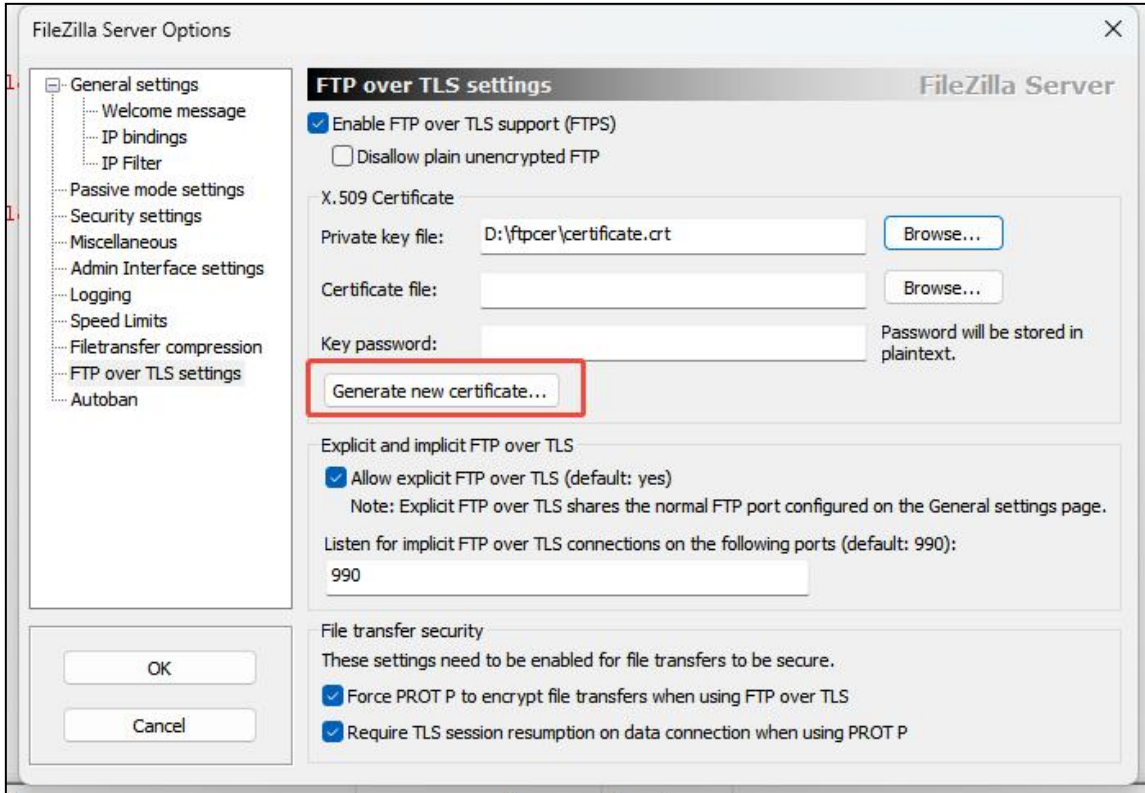 FileZilla Server Options
General settings
Welcome message
IP bindings
IP Filter
Passive mode settings
Security settings
Miscellaneous
Admin Interface settings
Logging
Speed Limits
Filetransfer compression
FTP over TLS settings
Autoban
OK
Cancel
FTP over TLS settings FileZilla Server
Enable FTP over TLS support (FTPS)
Disallow plain unencrypted FTP
X.509 Certificate
Private key file: D:\ftpcer\certificate.crt Browse...
Certificate file: Browse...
Key password: Password will be stored in
plaintext.
Generate new certificate...
Explicit and implicit FTP over TLS
Allow explicit FTP over TLS (default: yes)
Note: Explicit FTP over TLS shares the normal FTP port configured on the General settings page.
Listen for implicit FTP over TLS connections on the following ports (default: 990):
990
File transfer security
These settings need to be enabled for file transfers to be secure.
Force PROT P to encrypt file transfers when using FTP over TLS
Require TLS session resumption on data connection when using PROT P